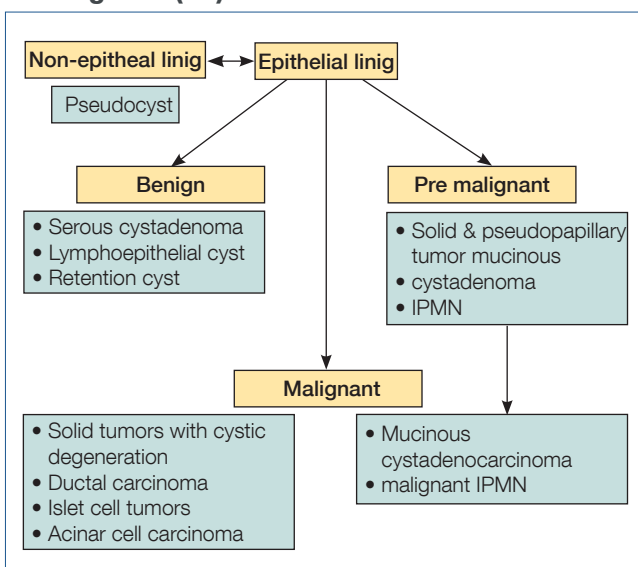 Non-epitheal linig
Epithelial linig
Pseudocyst
Benign
• Serous cystadenoma
• Lymphoepithelial cyst
• Retention cyst
Pre malignant
• Solid & pseudopapillary
tumor mucinous
• cystadenoma
• IPMN
Malignant
• Solid tumors with cystic
degeneration
• Ductal carcinoma
• Islet cell tumors
• Acinar cell carcinoma
• Mucinous
cystadenocarcinoma
• malignant IPMN